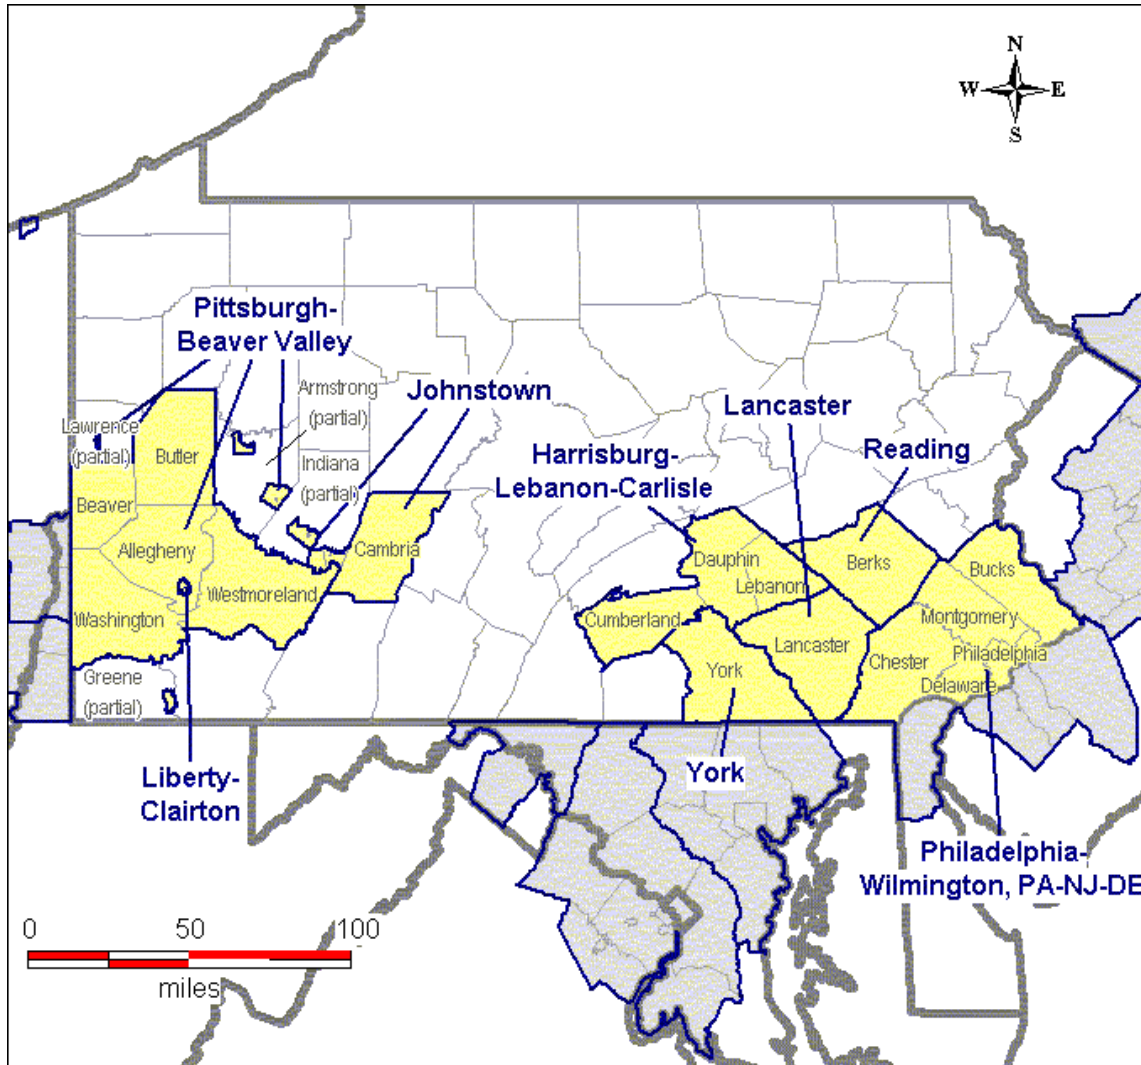 N
W E
S
Pittsburgh-
Beaver Valley
Armstrong
(partial)
Johnstown
Lawrence
(partial)
Butler
Indiana
(partial)
Beaver
Allegheny
Cambria
Westmoreland
Washington
Greene
(partial)
Liberty-
Clairton
Lancaster
Harrisburg-
Lebanon-Carlisle
Reading
Dauphin
Lebanon
Berks
Bucks
Cumberland
Montgomery
Lancaster
York
Chester
Philadelphia
Delaware
York
Philadelphia-
Wilmington, PA-NJ-DE
0 50 100
miles